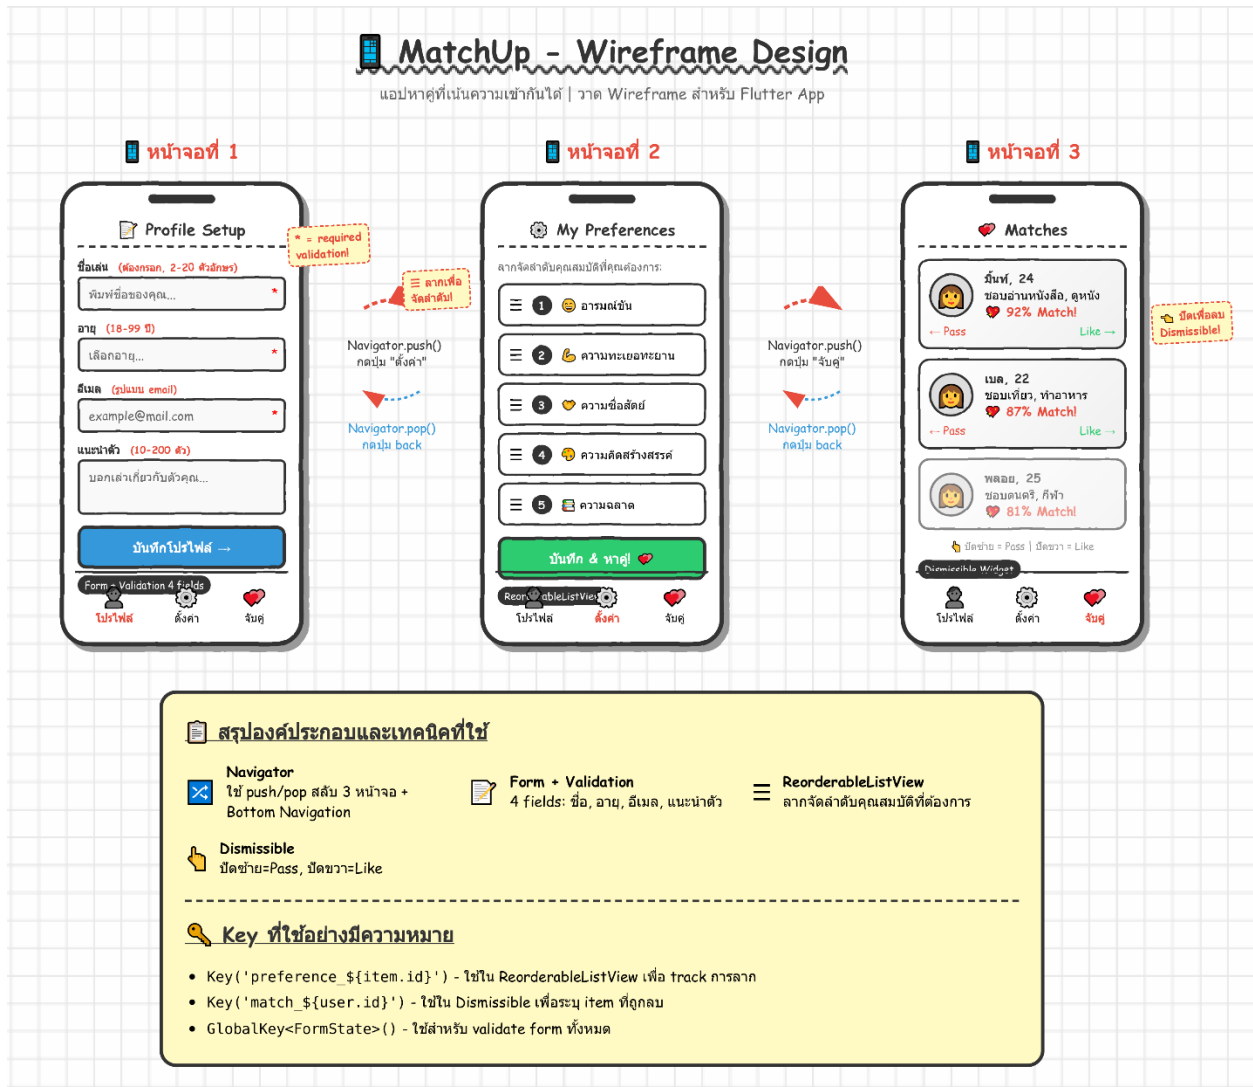 MatchUp - Wireframe Design
แอปหาคู่ที่เน้นความเข้ากันได้ | วาด Wireframe สำหรับ Flutter App
หน้าจอที่ 1
Profile Setup
* = required
validation!
ชื่อเล่น (ต้องกรอก, 2-20 ตัวอักษร)
พิมพ์ชื่อของคุณ... *
อายุ (18-99 ปี)
เลือกอายุ... *
อีเมล (รูปแบบ email)
example@mail.com *
แนะนำตัว (10-200 ตัว)
บอกเล่าเกี่ยวกับตัวคุณ...
บันทึกโปรไฟล์ →
Form + Validation 4 fields
โปรไฟล์
ตั้งค่า
จับคู่
☰ ลากเพื่อ
จัดลำดับ!
Navigator.push()
กดปุ่ม "ตั้งค่า"
Navigator.pop()
กดปุ่ม back
หน้าจอที่ 2
My Preferences
ลากจัดลำดับคุณสมบัติที่คุณต้องการ:
☰ 1 อารมณ์ขัน
☰ 2 ความทะเยอทะยาน
☰ 3 ความซื่อสัตย์
☰ 4 ความคิดสร้างสรรค์
☰ 5 ความฉลาด
บันทึก & หาคู่!
ReorderableListView
โปรไฟล์
ตั้งค่า
จับคู่
Navigator.push()
กดปุ่ม "จับคู่"
Navigator.pop()
กดปุ่ม back
หน้าจอที่ 3
Matches
มิ้นท์, 24
ชอบอ่านหนังสือ, ดูหนัง
92% Match!
← Pass
Like →
เบล, 22
ชอบเที่ยว, ทำอาหาร
87% Match!
← Pass
Like →
พลอย, 25
ชอบดนตรี, กีฬา
81% Match!
ปัดซ้าย = Pass | ปัดขวา = Like
Dismissible Widget
โปรไฟล์
ตั้งค่า
จับคู่
ปัดเพื่อลบ
Dismissible!
สรุปองค์ประกอบและเทคนิคที่ใช้
Navigator
ใช้ push/pop สลับ 3 หน้าจอ +
Bottom Navigation
Form + Validation
4 fields: ชื่อ, อายุ, อีเมล, แนะนำตัว
☰
ReorderableListView
ลากจัดลำดับคุณสมบัติที่ต้องการ
Dismissible
ปัดซ้าย=Pass, ปัดขวา=Like
Key ที่ใช้อย่างมีความหมาย
• Key('preference_${item.id}') - ใช้ใน ReorderableListView เพื่อ track การลาก
• Key('match_${user.id}') - ใช้ใน Dismissible เพื่อระบุ item ที่ถูกลบ
• GlobalKey<FormState>() - ใช้สำหรับ validate form ทั้งหมด